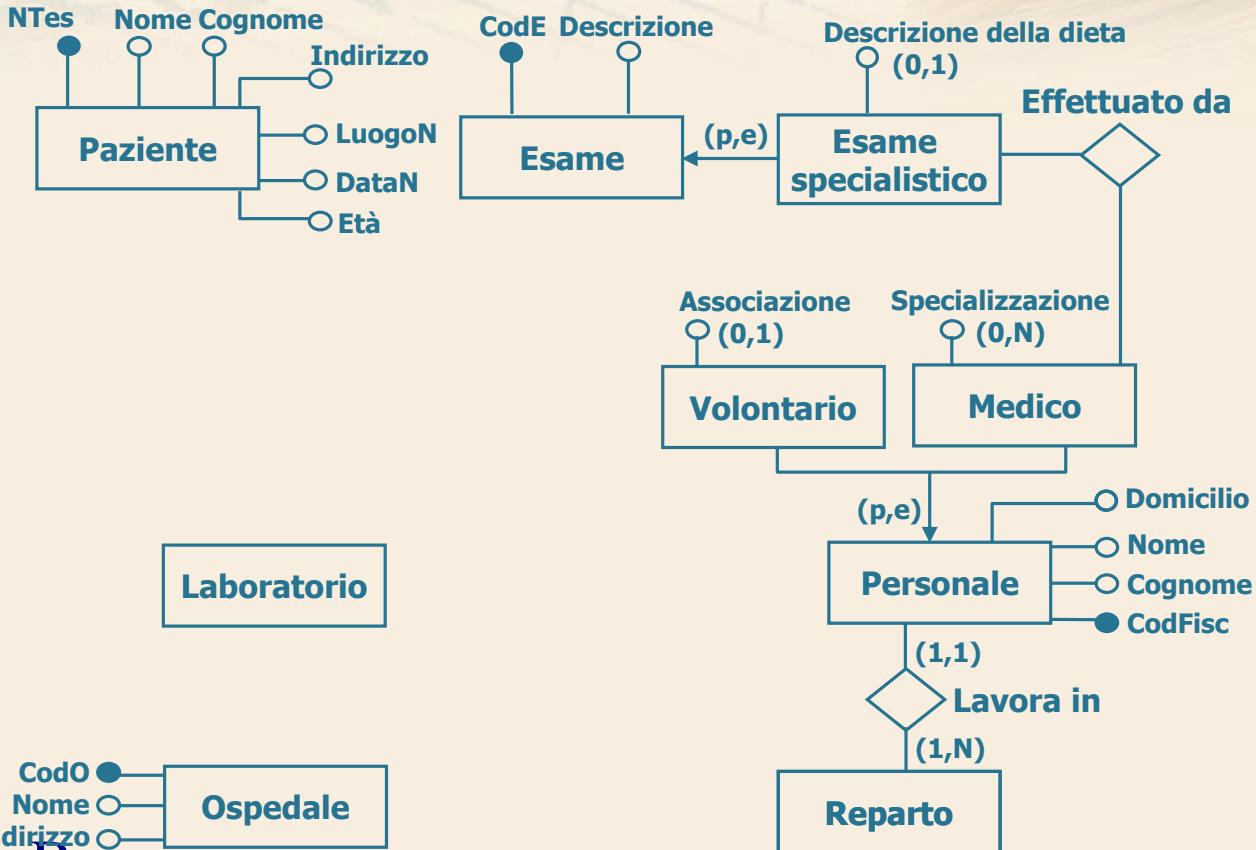 NTes
Nome Cognome
Indirizzo
Paziente
LuogoN
DataN
Età
CodE Descrizione
Esame
(p,e)
Descrizione della dieta
(0,1)
Esame
specialistico
Effettuato da
Associazione
(0,1)
Volontario
Specializzazione
(0,N)
Medico
(p,e)
Domicilio
Nome
Personale
Cognome
CodFisc
Laboratorio
(1,1)
Lavora in
(1,N)
Reparto
CodO
Nome
Ospedale
dirizzo